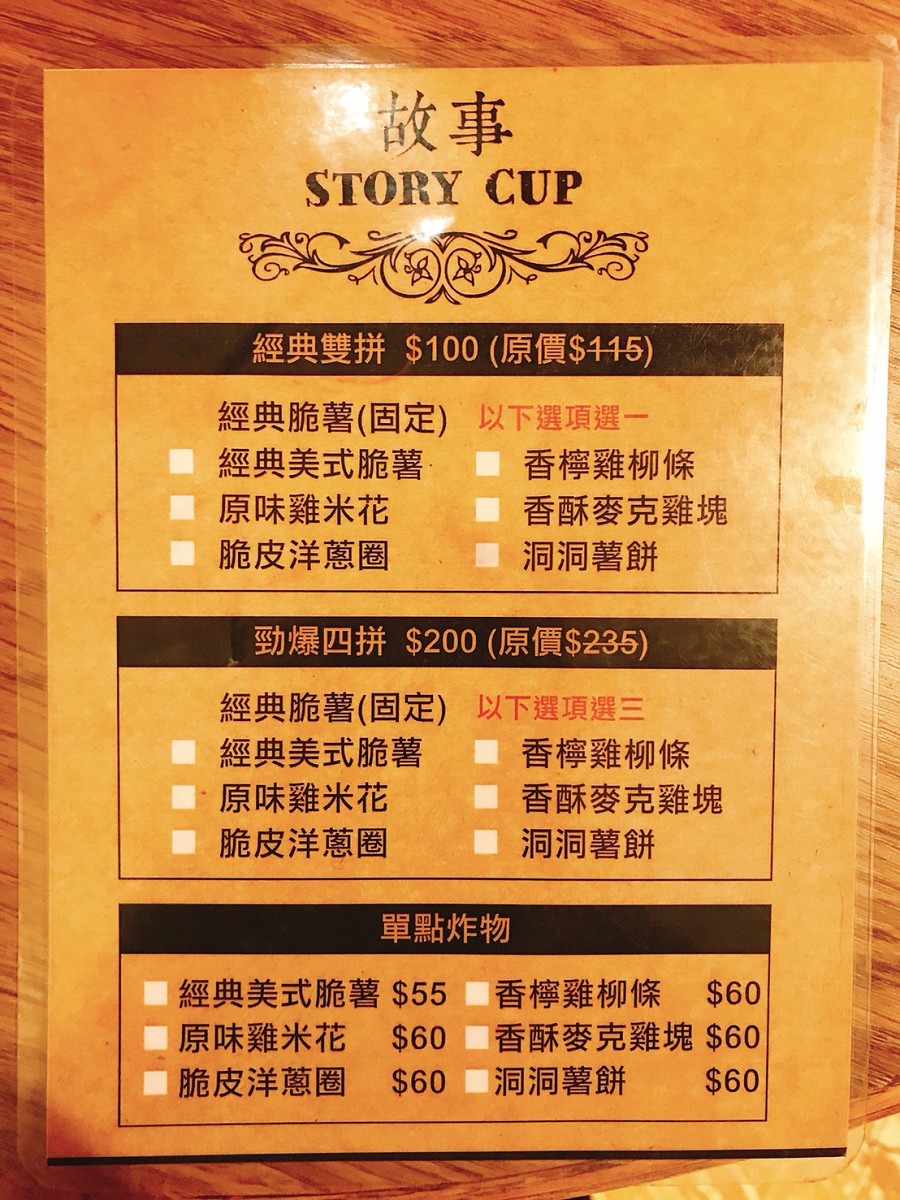 故事
STORY CUP
經典雙拼 $100 (原價$115)
經典脆薯(固定) 以下選項選一
經典美式脆薯 香檸雞柳條
原味雞米花 香酥麥克雞塊
脆皮洋蔥圈 洞洞薯餅
勁爆四拼 $200 (原價$235)
經典脆薯(固定) 以下選項選三
經典美式脆薯 香檸雞柳條
原味雞米花 香酥麥克雞塊
脆皮洋蔥圈 洞洞薯餅
單點炸物
經典美式脆薯 $55 香檸雞柳條 $60
原味雞米花 $60 香酥麥克雞塊 $60
脆皮洋蔥圈 $60 洞洞薯餅 $60